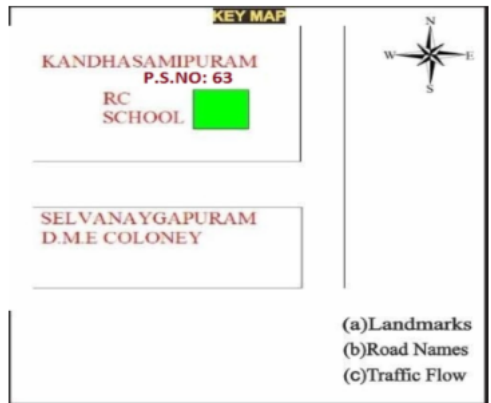 KEY MAP
N
W E
S
KANDHASAMIPURAM
P.S.NO: 63
RC
SCHOOL
SELVANAYGAPURAM
D.M.E COLONEY
(a)Landmarks
(b)Road Names
(c)Traffic Flow